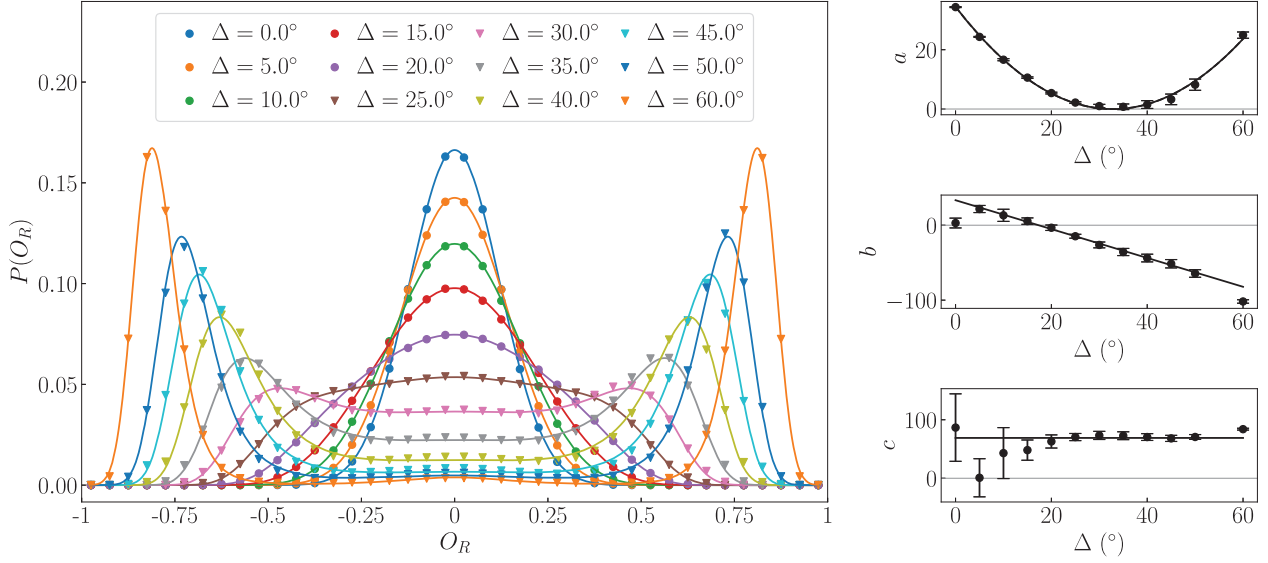 Δ = 0.0° Δ = 15.0° Δ = 30.0° Δ = 45.0°
Δ = 5.0° Δ = 20.0° Δ = 35.0° Δ = 50.0°
Δ = 10.0° Δ = 25.0° Δ = 40.0° Δ = 60.0°
P(O_R)
0.20
0.15
0.10
0.05
0.00
-1 -0.75 -0.5 -0.25 0 0.25 0.5 0.75 1
O_R
a
20
0
0 20 40 60
Δ (°)
b
0
−100
0 20 40 60
Δ (°)
c
100
0
0 20 40 60
Δ (°)